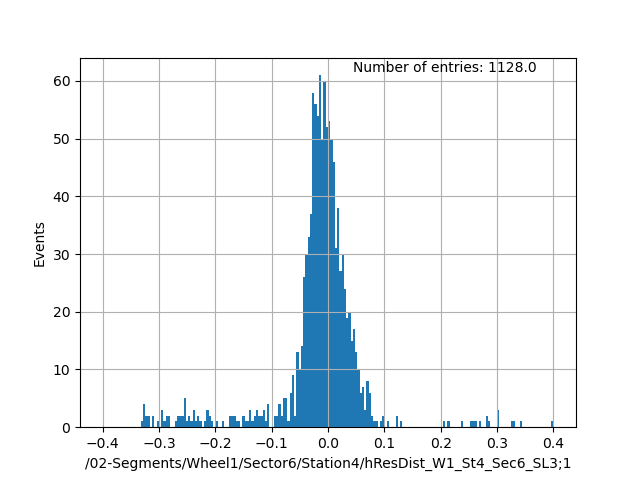 Number of entries: 1128.0
60
50
40
30
20
10
0
Events
−0.4 −0.3 −0.2 −0.1 0.0 0.1 0.2 0.3 0.4
/02-Segments/Wheel1/Sector6/Station4/hResDist_W1_St4_Sec6_SL3;1